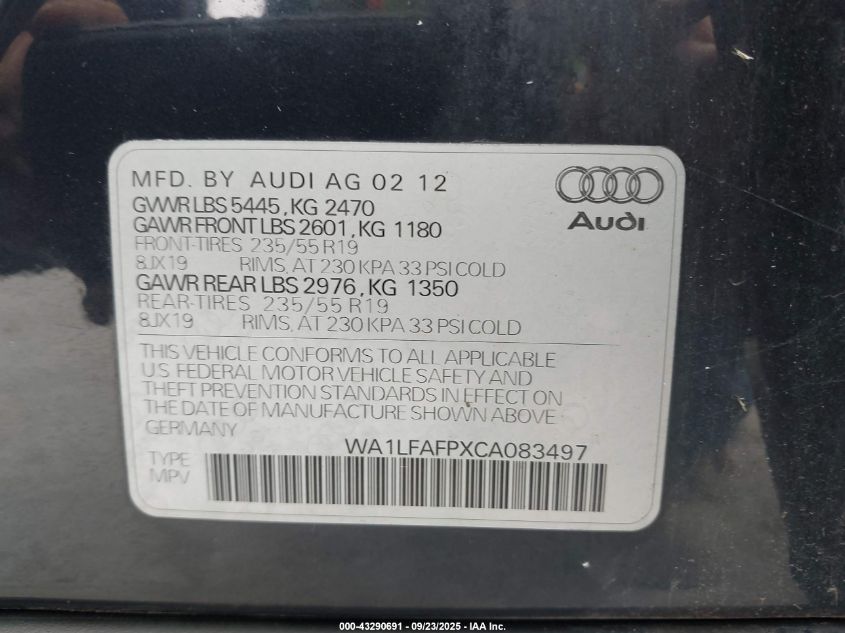 MFD. BY AUDI AG 02 12
GVWR LBS 5445, KG 2470
GAWR FRONT LBS 2601, KG 1180
FRONT-TIRES 235/55 R19
8JX19 RIMS, AT 230 KPA 33 PSI COLD
GAWR REAR LBS 2976, KG 1350
REAR-TIRES 235/55 R19
8JX19 RIMS, AT 230 KPA 33 PSI COLD
Audi
THIS VEHICLE CONFORMS TO ALL APPLICABLE
US FEDERAL MOTOR VEHICLE SAFETY AND
THEFT PREVENTION STANDARDS IN EFFECT ON
THE DATE OF MANUFACTURE SHOWN ABOVE
GERMANY
WA1LFAFPXCA083497
TYPE
MPV
000-43290691 - 09/23/2025 - IAA Inc.